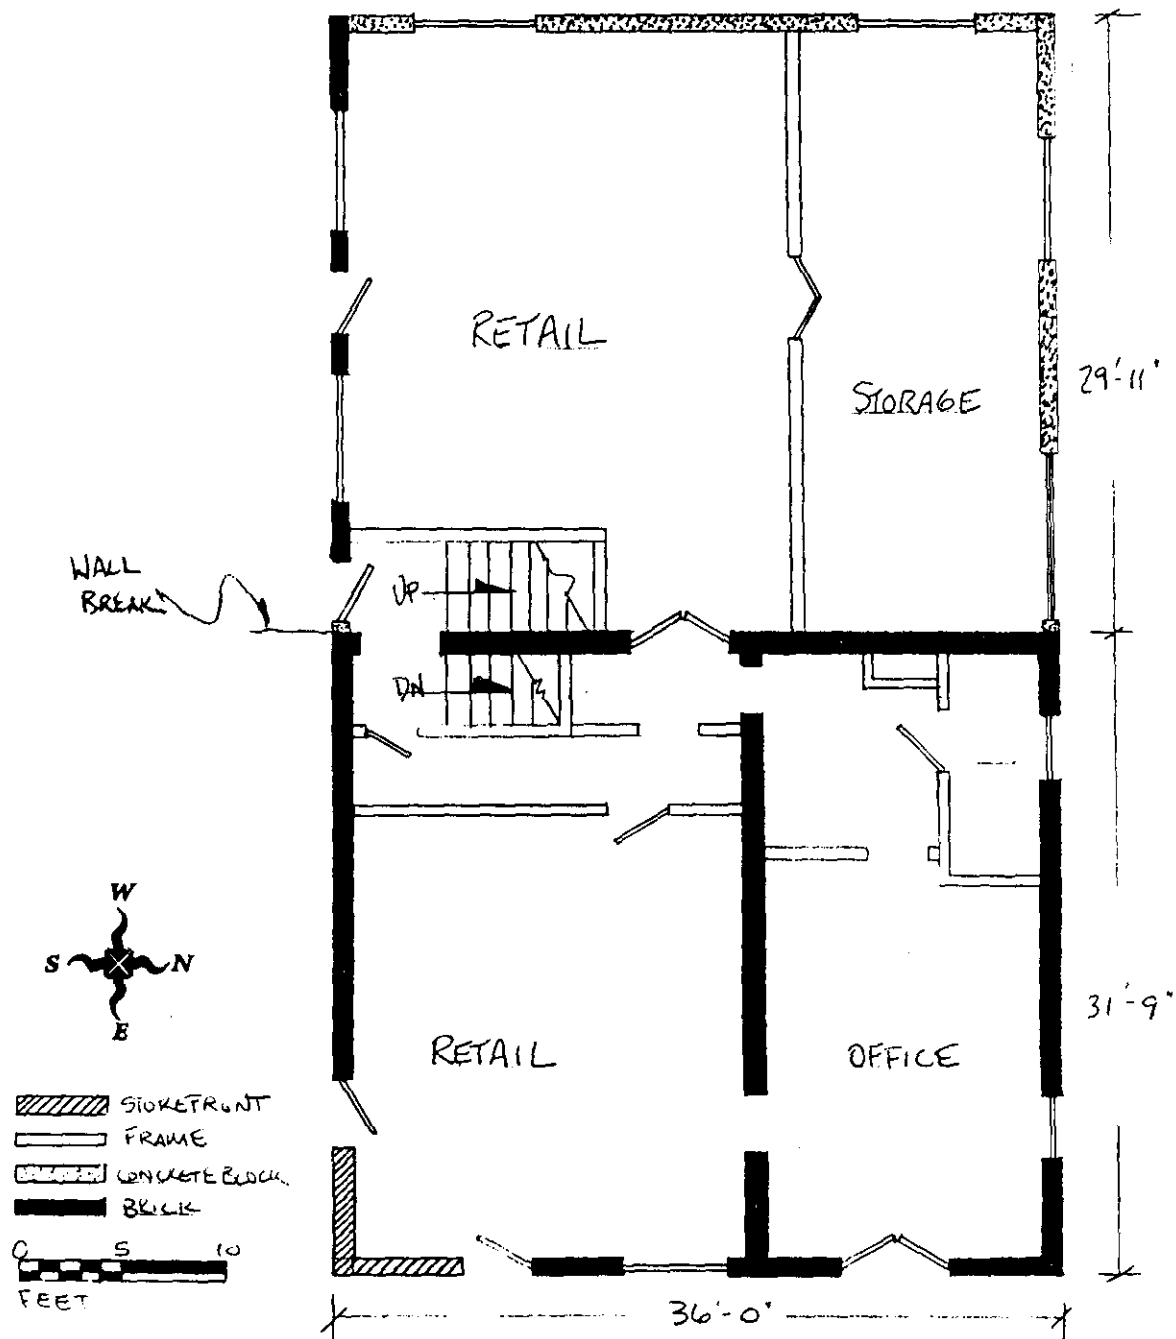 RETAIL
STORAGE
29'-11"
WALL
BREAK
UP
DN
W
S N
E
31'-9"
RETAIL
OFFICE
STOREFRONT
FRAME
CONCRETE BLOCK
BRICK
0 5 10
FEET
36'-0"